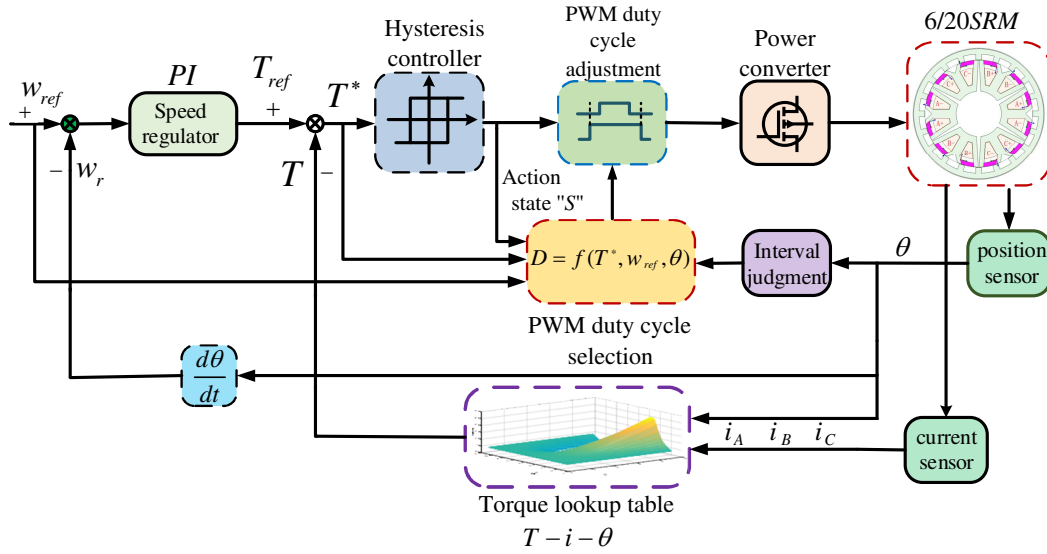 6/20SRM
Hysteresis
controller
PWM duty
cycle
adjustment
Power
converter
w_ref
+
PI
Speed
regulator
T_ref
+
T*
−
w_r
T
−
Action
state "S"
D = f(T*, w_ref, θ)
Interval
judgment
θ
position
sensor
PWM duty cycle
selection
dθ
dt
i_A i_B i_C
current
sensor
Torque lookup table
T − i − θ